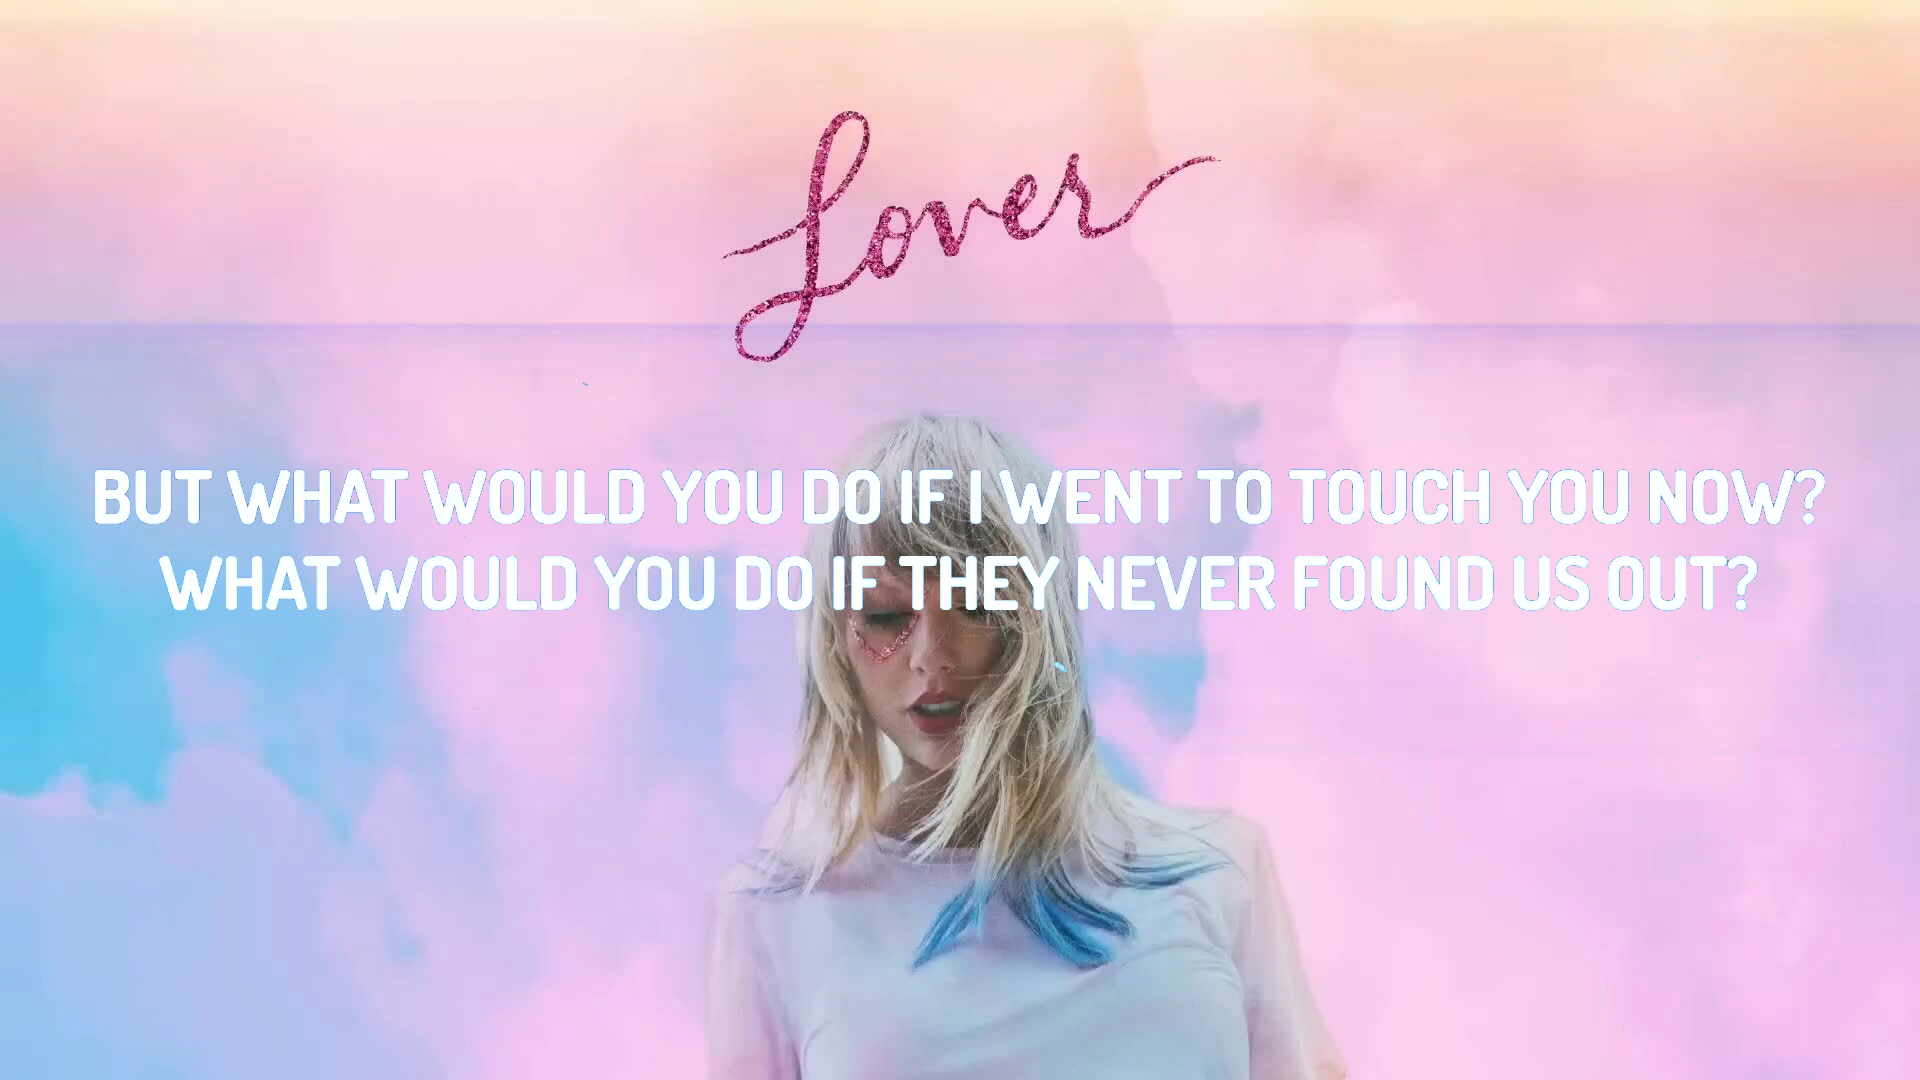 Lover
BUT WHAT WOULD YOU DO IF I WENT TO TOUCH YOU NOW?
WHAT WOULD YOU DO IF THEY NEVER FOUND US OUT?